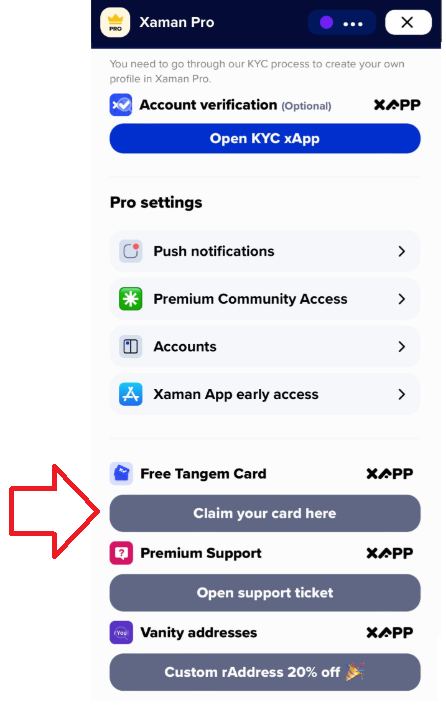 PRO
Xaman Pro
You need to go through our KYC process to create your own
profile in Xaman Pro.
Account verification (Optional) XAPP
Open KYC xApp
Pro settings
Push notifications
Premium Community Access
Accounts
Xaman App early access
Free Tangem Card XAPP
Claim your card here
Premium Support XAPP
Open support ticket
You
Vanity addresses XAPP
Custom rAddress 20% off 🎉